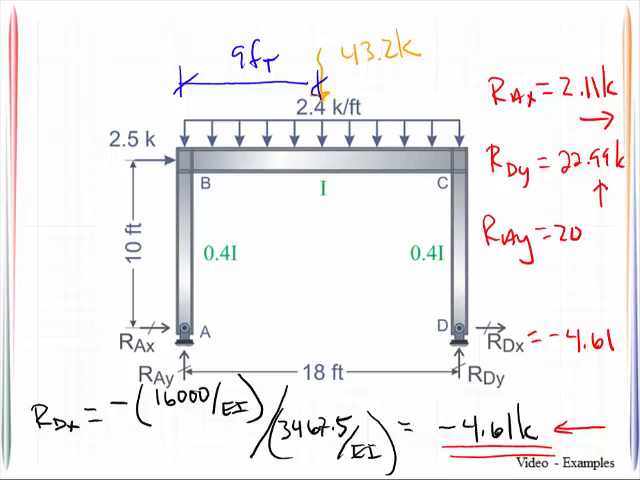 9fT
43.2k
2.4 k/ft
RAx = 2.11k →
2.5 k
B
C
I
RDy = 22.99k ↑
10 ft
0.4I
0.4I
RAy = 20
A
D
RAx
RDx = -4.61
RAy
18 ft
RDy
RDx = -(16000/EI)/(3467.5/EI) = -4.61k ←
Video - Examples